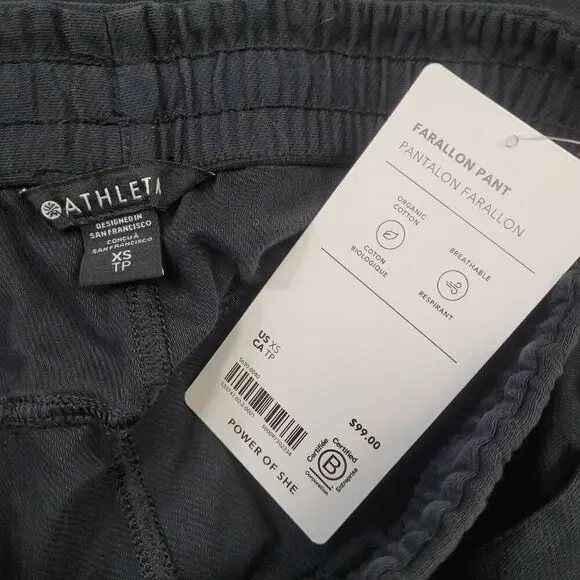 ATHLETA
DESIGNED IN
SAN FRANCISCO
CONÇU À
SAN FRANCISCO
XS
TP
FARALLON PANT
PANTALON FARALLON
ORGANIC
COTTON
COTON
BIOLOGIQUE
BREATHABLE
RESPIRANT
US XS
CA TP
$99.00
POWER OF SHE
Certifiée
Certified
B
Corporation
Entreprise